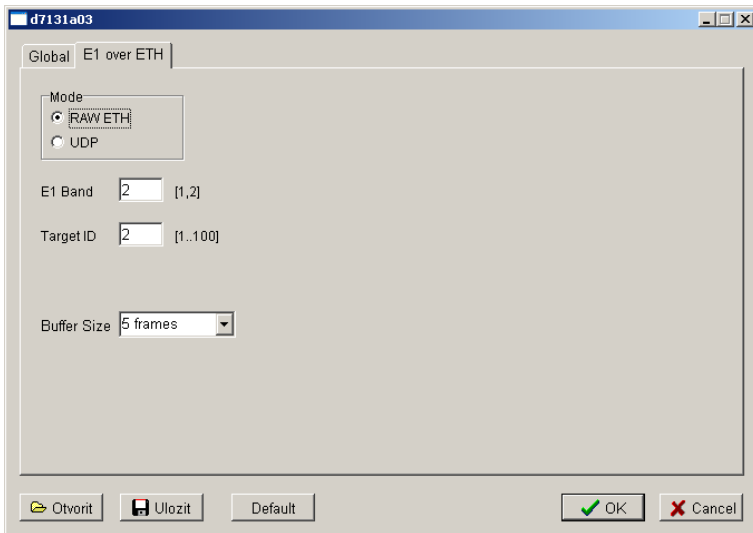 d7131a03
Global E1 over ETH
Mode
RAW ETH
UDP
E1 Band 2 [1,2]
Target ID 2 [1..100]
Buffer Size 5 frames
Otvorit Ulozit Default OK Cancel